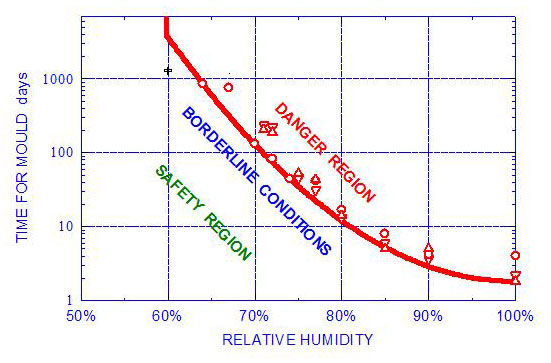 1000
100
10
1
TIME FOR MOULD days
DANGER REGION
BORDERLINE CONDITIONS
SAFETY REGION
50%
60%
70%
80%
90%
100%
RELATIVE HUMIDITY